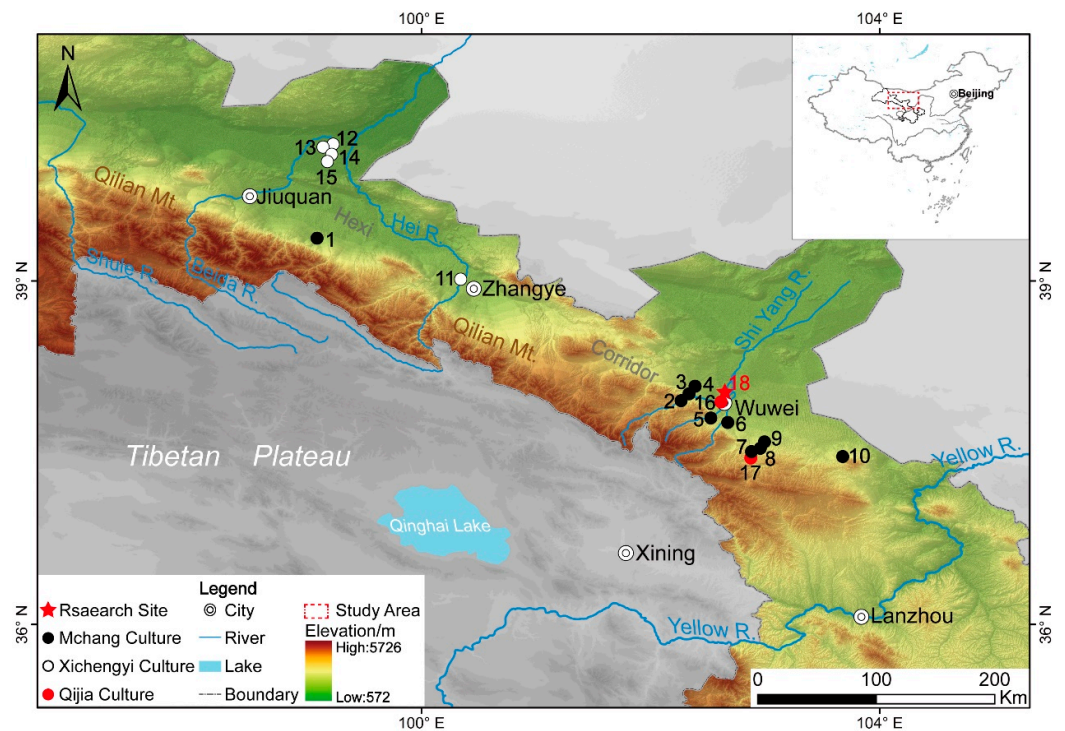 100° E
104° E
N
Beijing
12
13
14
15
Qilian Mt.
Jiuquan
Hexi
Hei R.
1
Shule R.
Beida R.
39° N
39° N
11
Zhangye
Shi Yang R.
Qilian Mt.
Corridor
3
4
18
2
16
Wuwei
5
6
9
7
8
10
17
Yellow R.
Tibetan Plateau
Qinghai Lake
Xining
Lanzhou
Yellow R.
36° N
36° N
Legend
Rsaearch Site
City
Study Area
Mchang Culture
River
Elevation/m
High:5726
Xichengyi Culture
Lake
Qijia Culture
Boundary
Low:572
0
100
200
Km
100° E
104° E